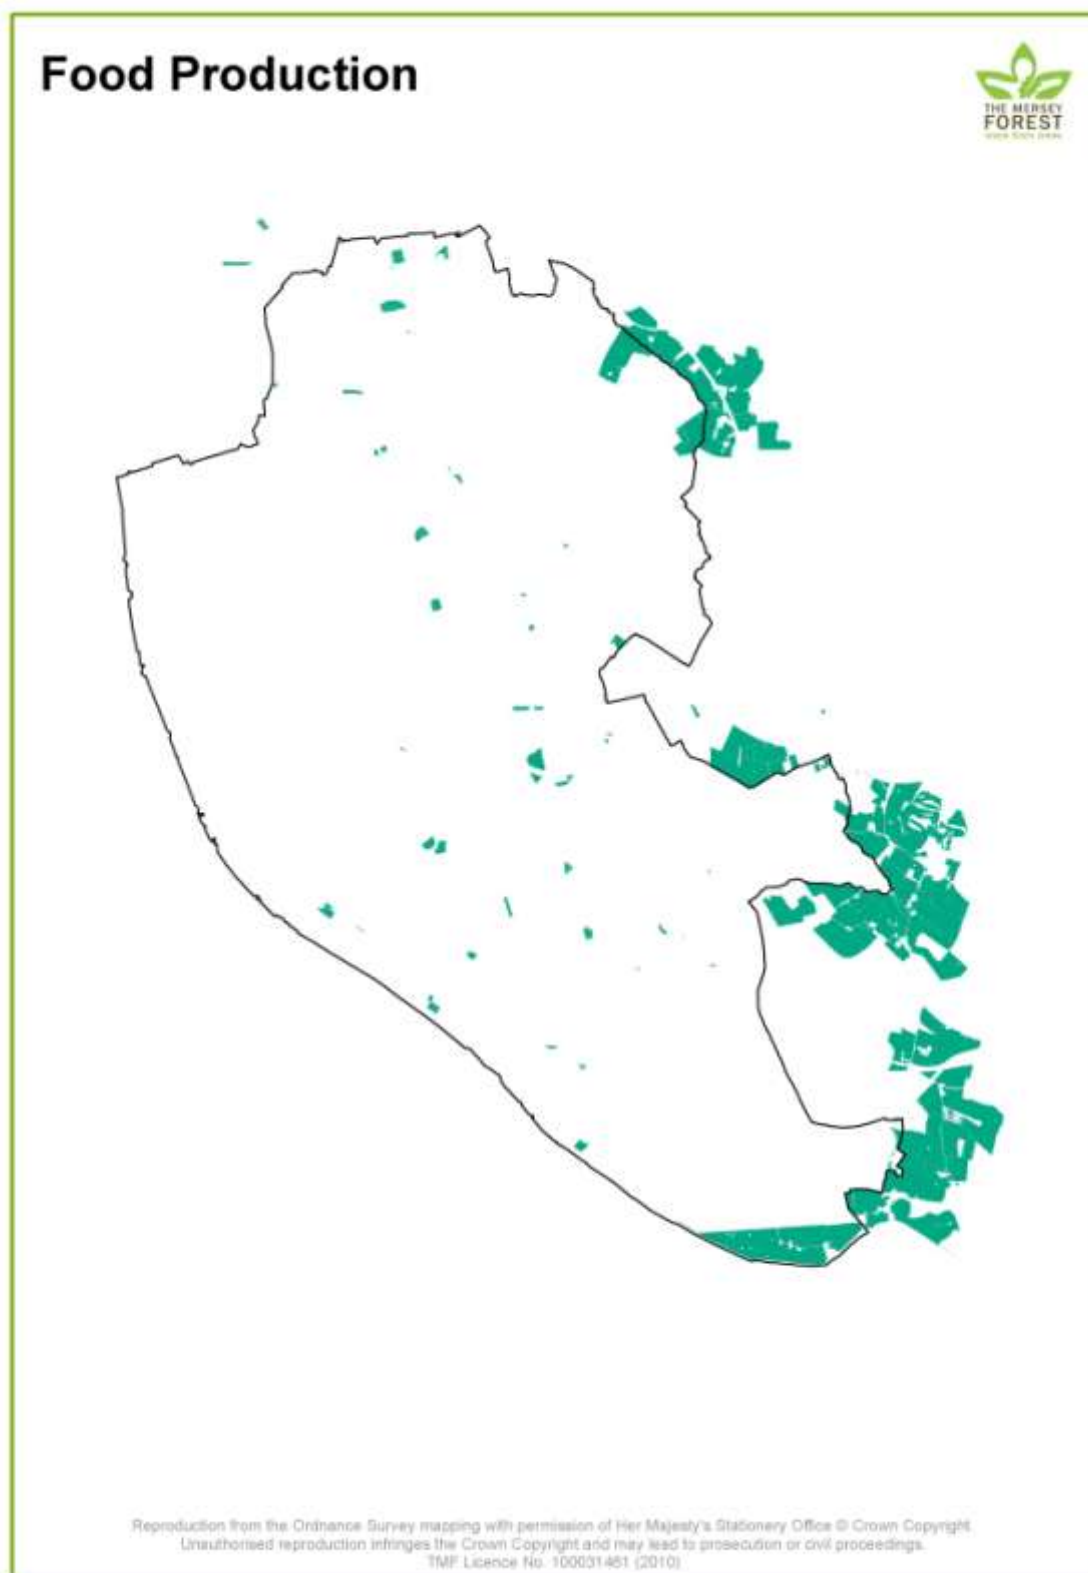 Food Production
THE MERSEY
FOREST
Reproduction from the Ordnance Survey mapping with permission of Her Majesty's Stationery Office © Crown Copyright
Unauthorised reproduction infringes the Crown Copyright and may lead to prosecution or civil proceedings.
TMF Licence No. 100031461 (2010)